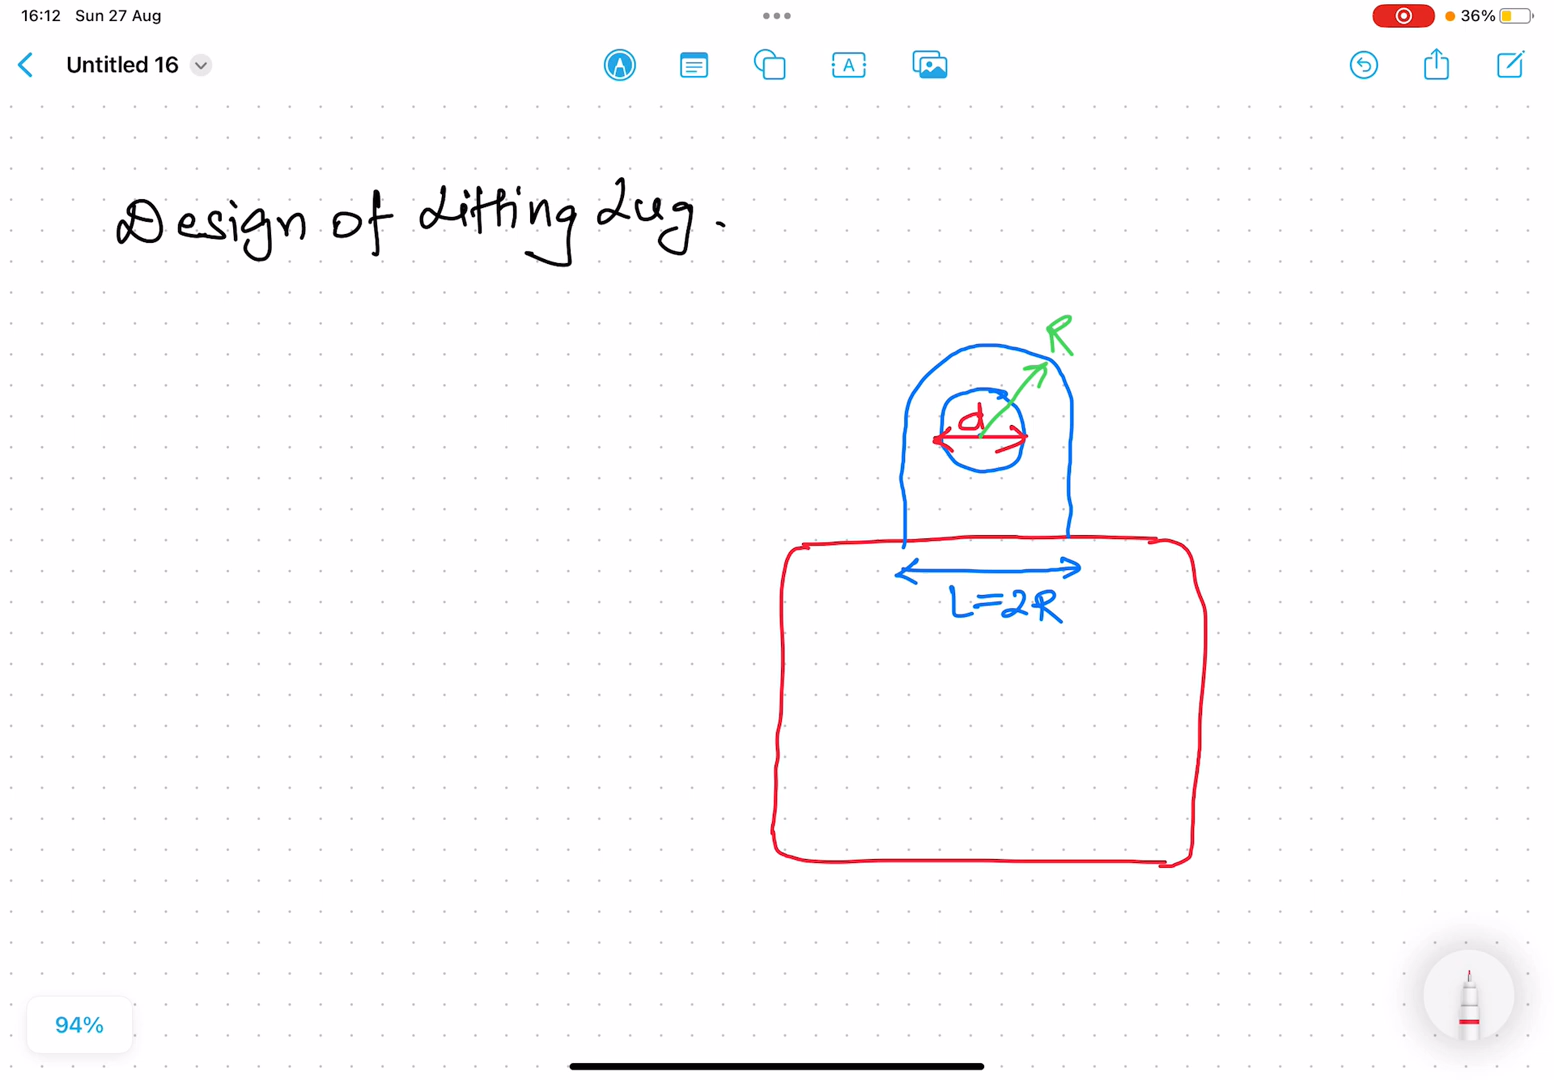 16:12 Sun 27 Aug
36%
Untitled 16
A
Design of Lifting Lug.
R
d
L=2R
94%